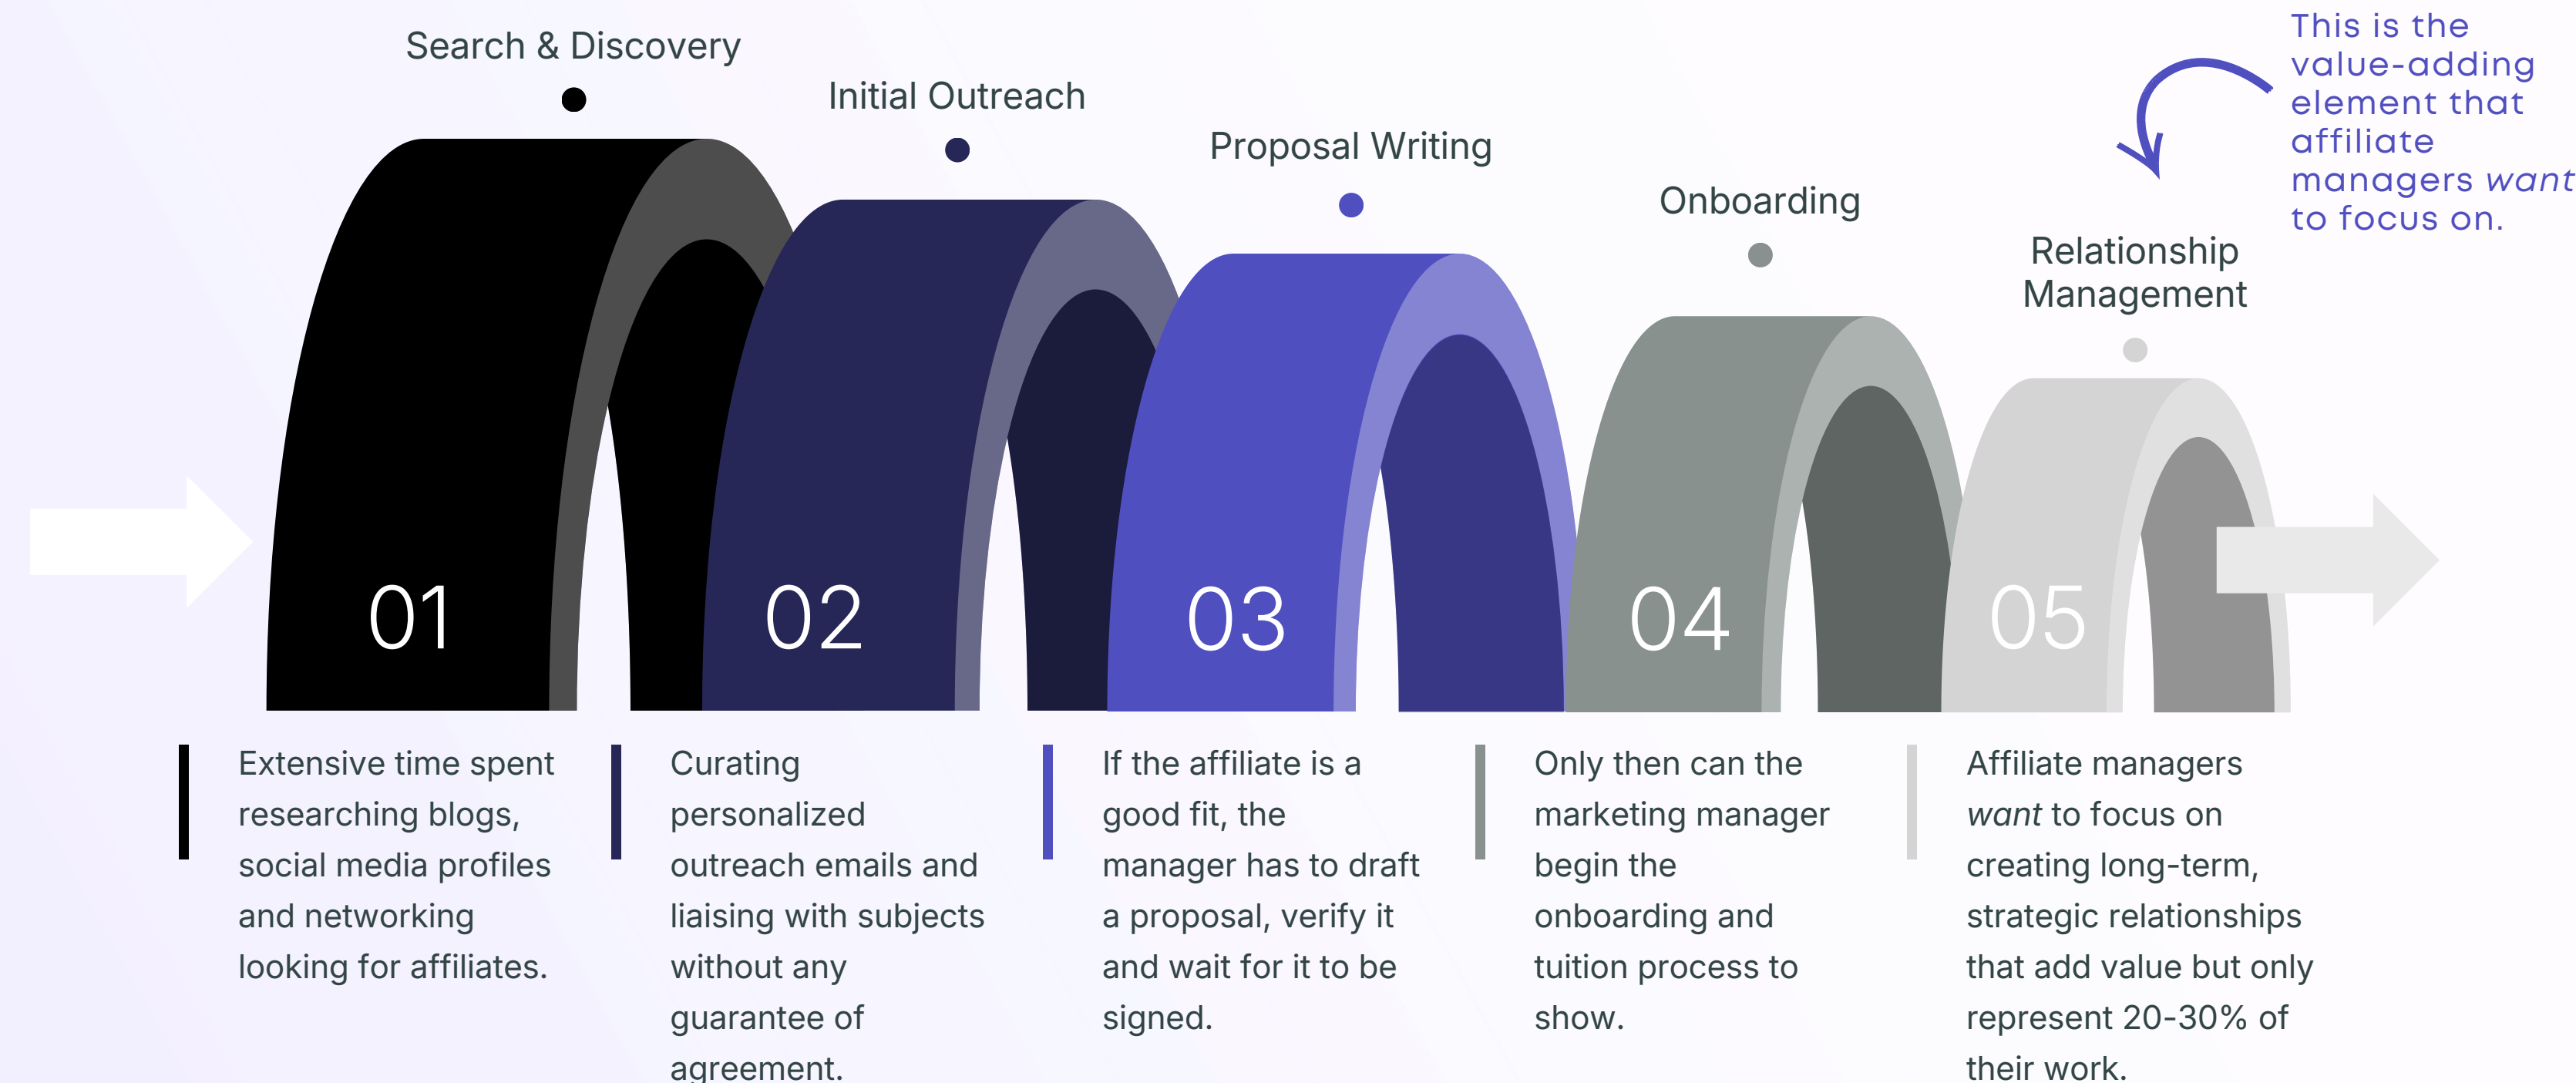 Search & Discovery
Initial Outreach
Proposal Writing
Onboarding
Relationship
Management
This is the
value-adding
element that
affiliate
managers want
to focus on.
01
02
03
04
05
Extensive time spent
researching blogs,
social media profiles
and networking
looking for affiliates.
Curating
personalized
outreach emails and
liaising with subjects
without any
guarantee of
agreement.
If the affiliate is a
good fit, the
manager has to draft
a proposal, verify it
and wait for it to be
signed.
Only then can the
marketing manager
begin the
onboarding and
tuition process to
show.
Affiliate managers
want to focus on
creating long-term,
strategic relationships
that add value but only
represent 20-30% of
their work.